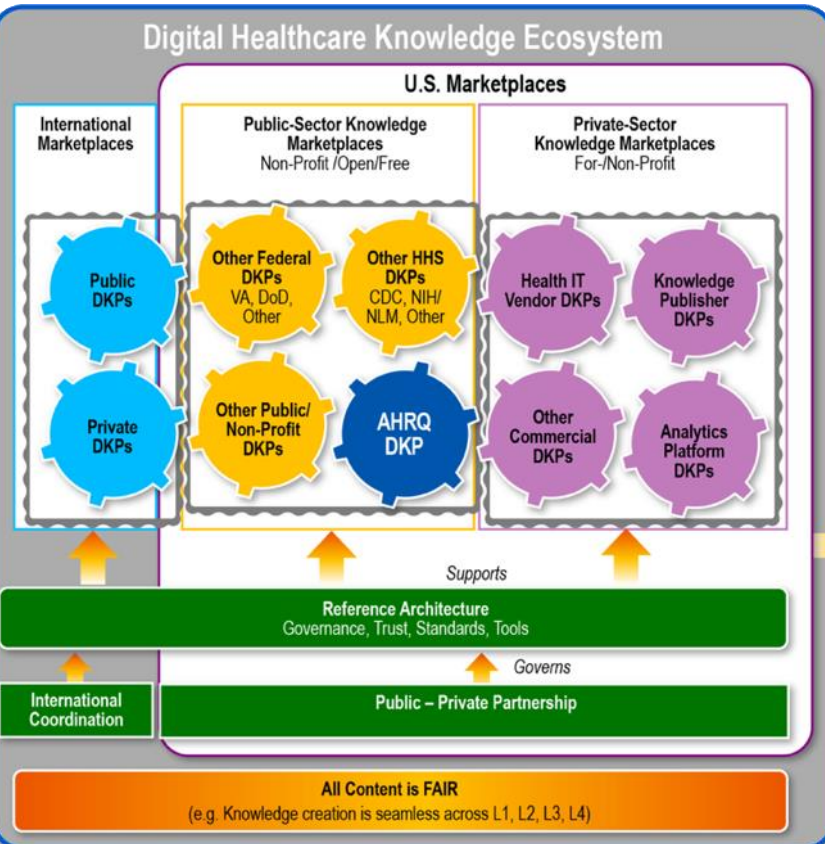 Digital Healthcare Knowledge Ecosystem
U.S. Marketplaces
International
Marketplaces
Public-Sector Knowledge
Marketplaces
Non-Profit /Open/Free
Private-Sector
Knowledge Marketplaces
For-/Non-Profit
Public
DKPs
Other Federal
DKPs
VA, DoD,
Other
Other HHS
DKPs
CDC, NIH/
NLM, Other
Health IT
Vendor DKPs
Knowledge
Publisher
DKPs
Private
DKPs
Other Public/
Non-Profit
DKPs
AHRQ
DKP
Other
Commercial
DKPs
Analytics
Platform
DKPs
Supports
Reference Architecture
Governance, Trust, Standards, Tools
Governs
International
Coordination
Public – Private Partnership
All Content is FAIR
(e.g. Knowledge creation is seamless across L1, L2, L3, L4)